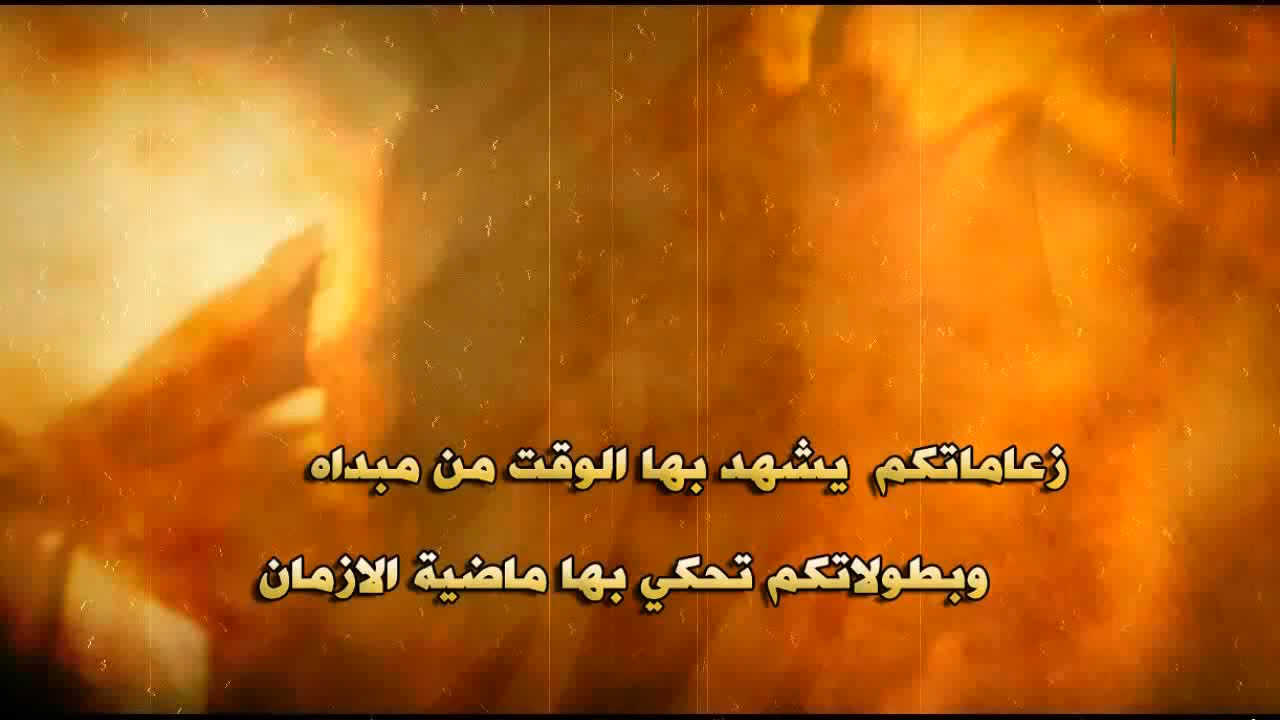 زعاماتكم يشهد بها الوقت من مبداه
وبطولاتكم تحكي بها ماضية الازمان